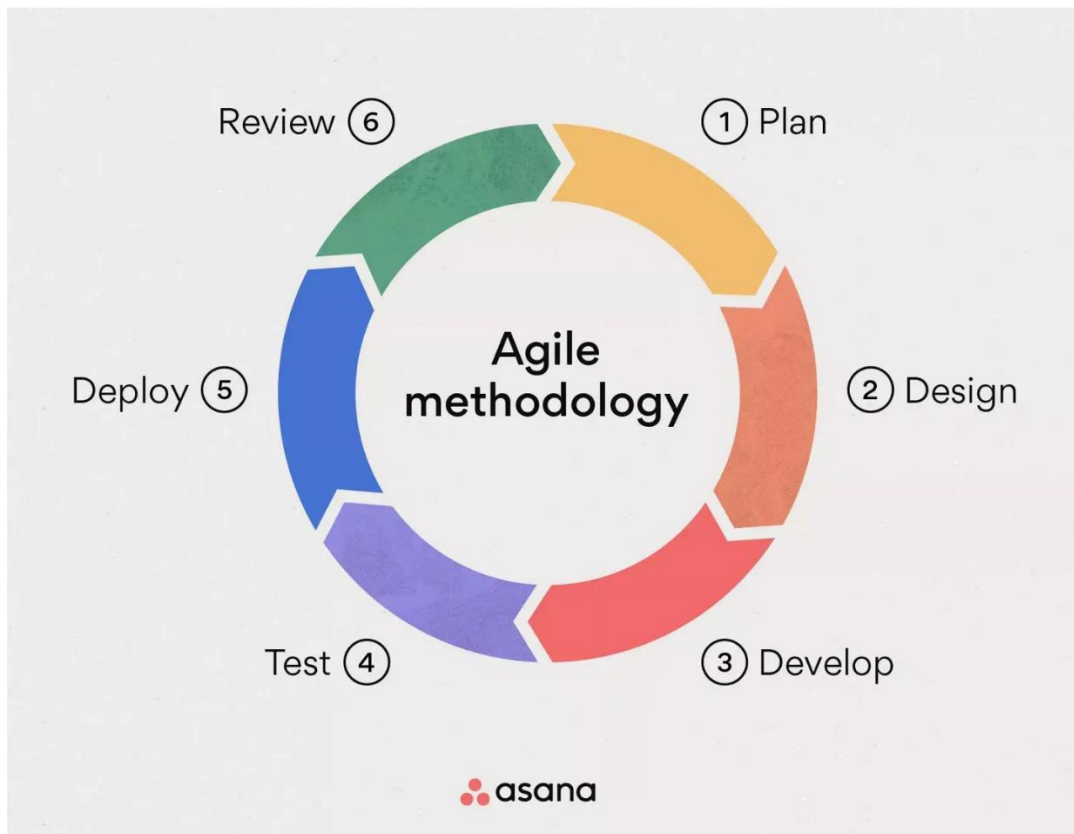 Review 6
1 Plan
Deploy 5
Agile
methodology
2 Design
Test 4
3 Develop
asana